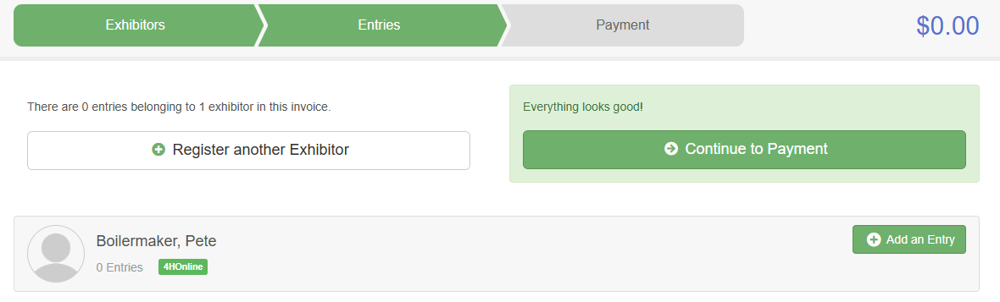 Exhibitors
Entries
Payment
$0.00
There are 0 entries belonging to 1 exhibitor in this invoice.
Register another Exhibitor
Everything looks good!
Continue to Payment
Boilermaker, Pete
0 Entries
4HOnline
Add an Entry